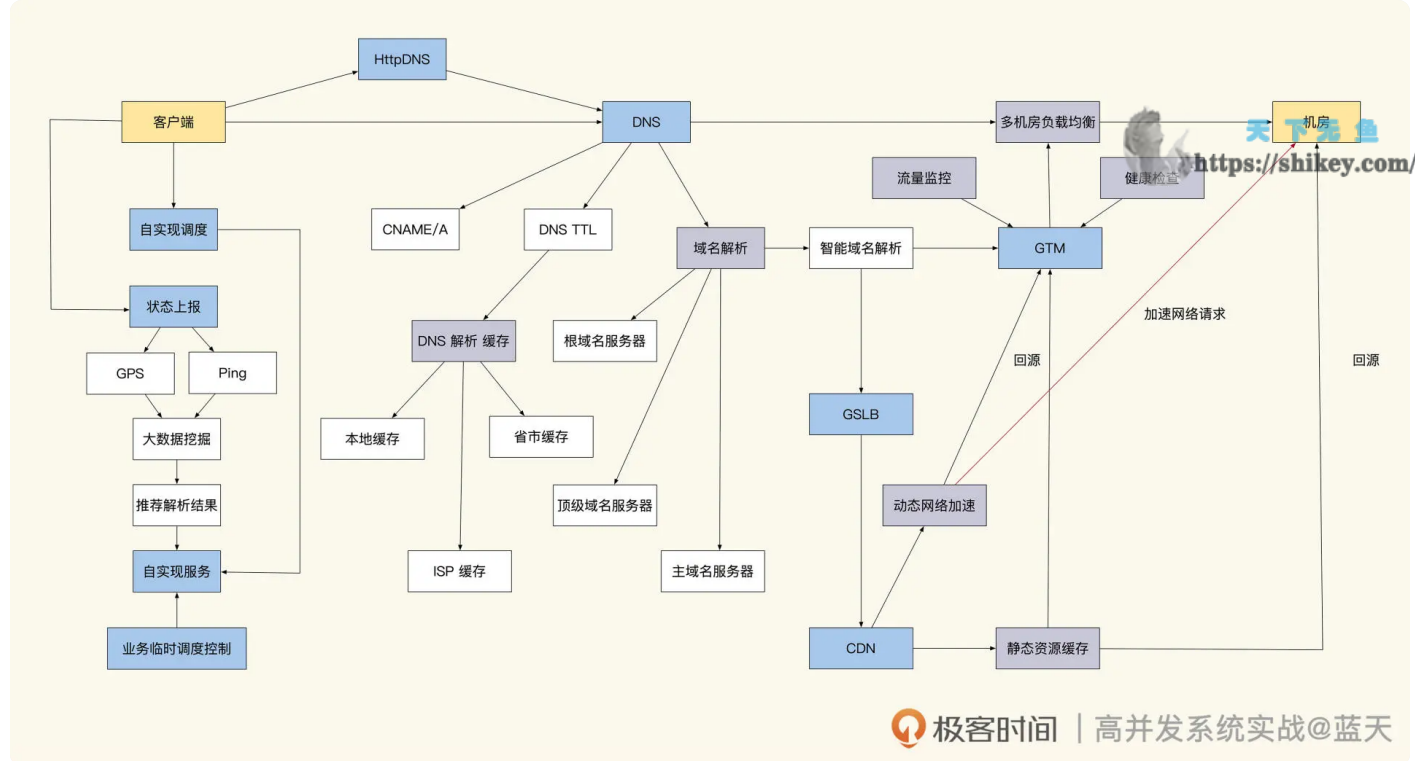 HttpDNS
客户端
DNS
多机房负载均衡
机房
天下无鱼
https://shikey.com/
流量监控
健康检查
自实现调度
CNAME/A
DNS TTL
域名解析
智能域名解析
GTM
状态上报
加速网络请求
DNS 解析 缓存
根域名服务器
GPS
Ping
回源
回源
GSLB
大数据挖掘
本地缓存
省市缓存
推荐解析结果
顶级域名服务器
动态网络加速
自实现服务
ISP 缓存
主域名服务器
业务临时调度控制
CDN
静态资源缓存
极客时间 | 高并发系统实战@蓝天